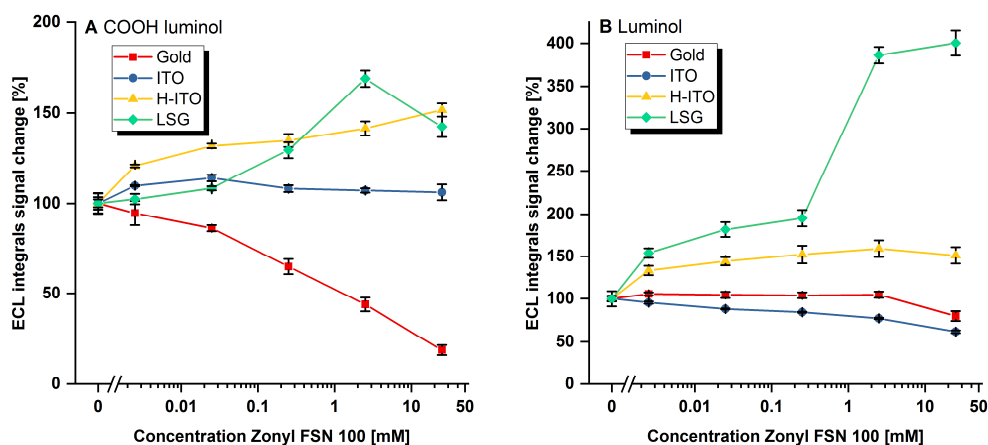 A COOH luminol
Gold
ITO
H-ITO
LSG
ECL integrals signal change [%]
200
150
100
50
0
0
0.01
0.1
1
10
50
Concentration Zonyl FSN 100 [mM]
B Luminol
Gold
ITO
H-ITO
LSG
ECL integrals signal change [%]
400
350
300
250
200
150
100
50
0
0
0.01
0.1
1
10
50
Concentration Zonyl FSN 100 [mM]